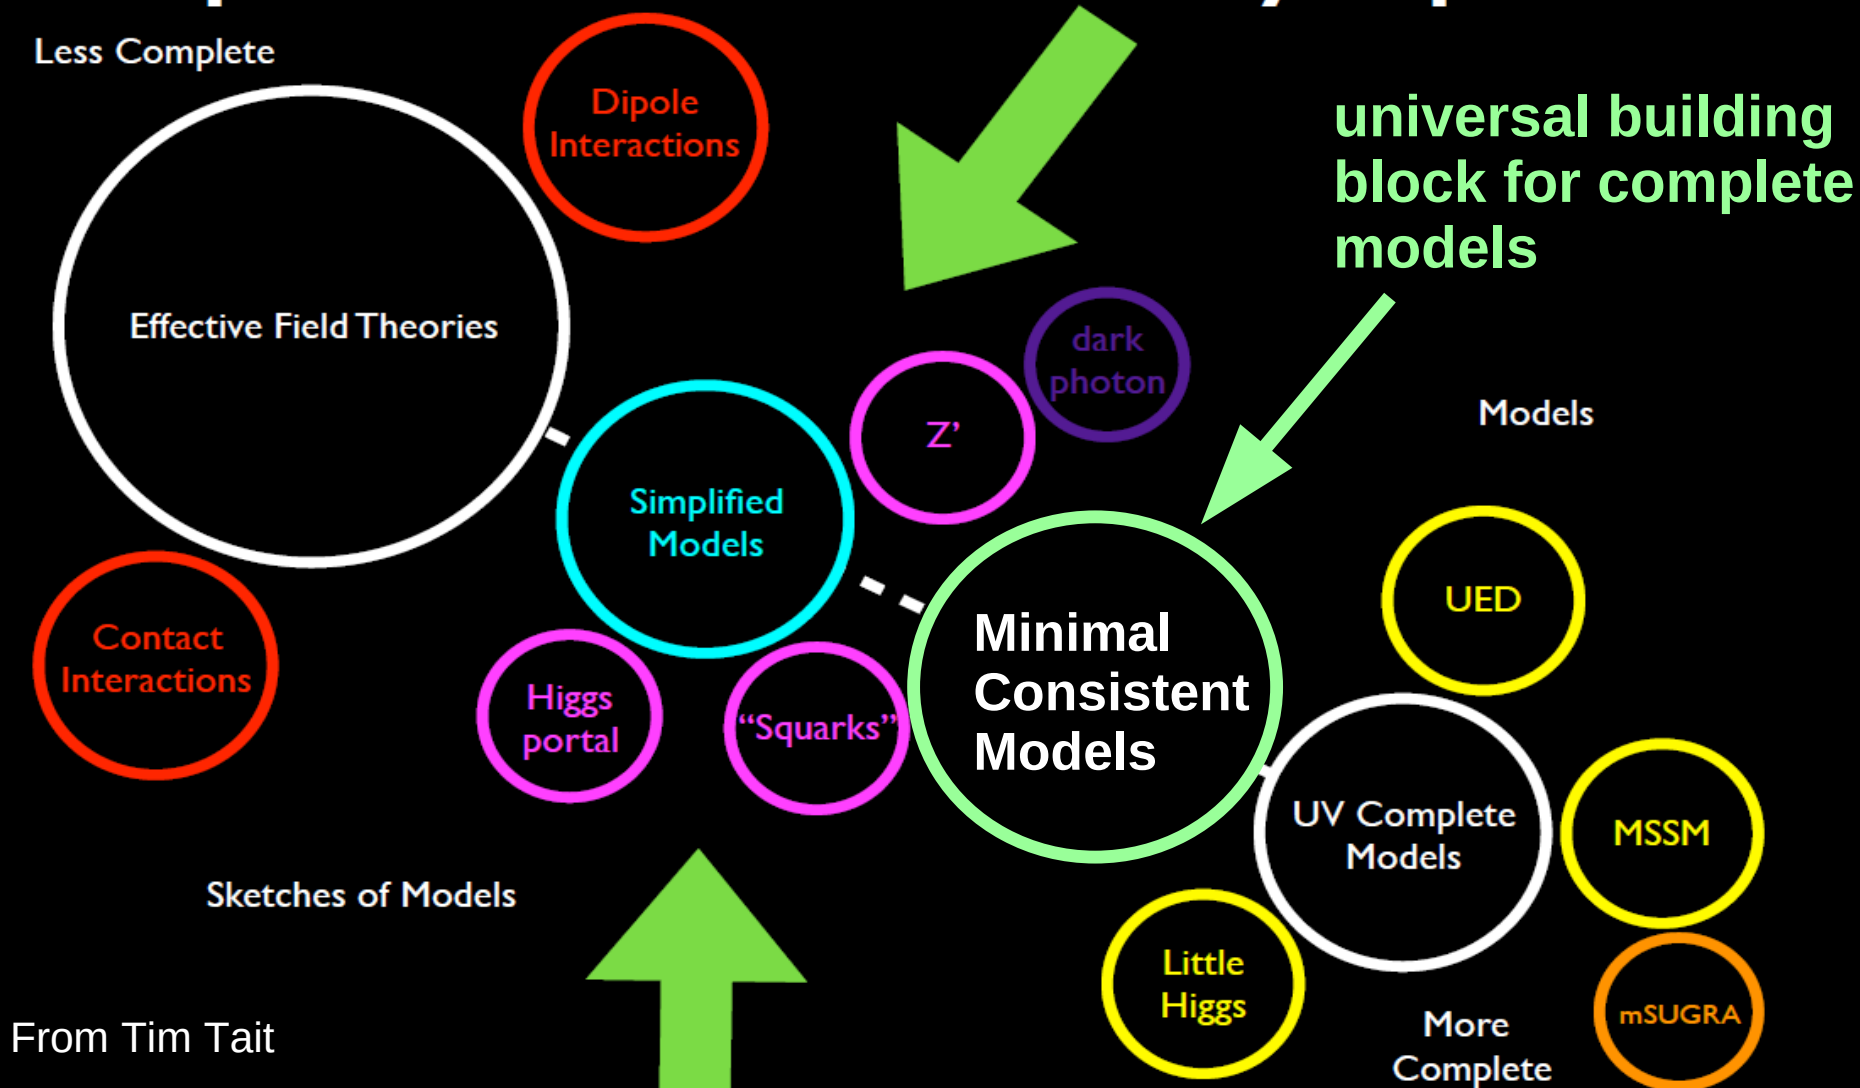 Less Complete
Dipole
Interactions
universal building
block for complete
models
Effective Field Theories
dark
photon
Z’
Models
Simplified
Models
UED
Contact
Interactions
Minimal
Consistent
Models
Higgs
portal
“Squarks”
UV Complete
Models
MSSM
Sketches of Models
Little
Higgs
mSUGRA
More
Complete
From Tim Tait